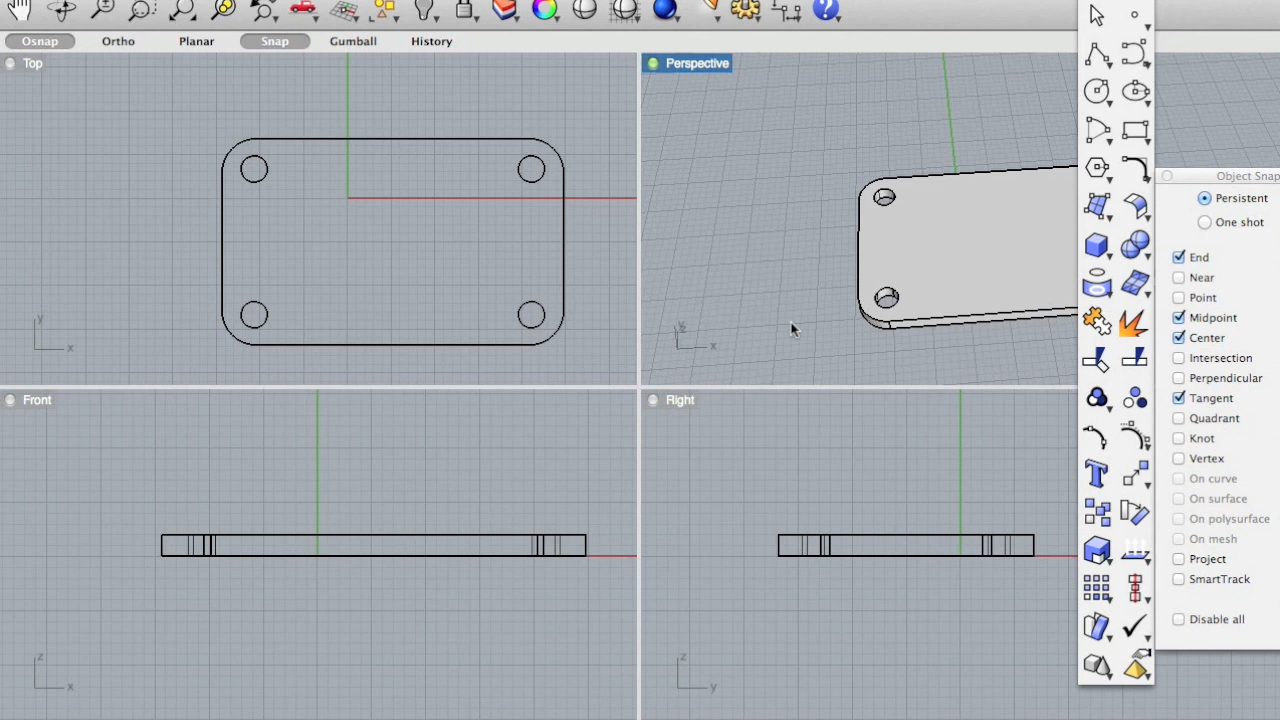 Osnap Ortho Planar Snap Gumball History
Top
Perspective
y
x
z
x
Object Snap
Persistent
One shot
End
Near
Point
Midpoint
Center
Intersection
Perpendicular
Tangent
Quadrant
Knot
Vertex
On curve
On surface
On polysurface
On mesh
Project
SmartTrack
Disable all
Front
Right
z
x
z
y